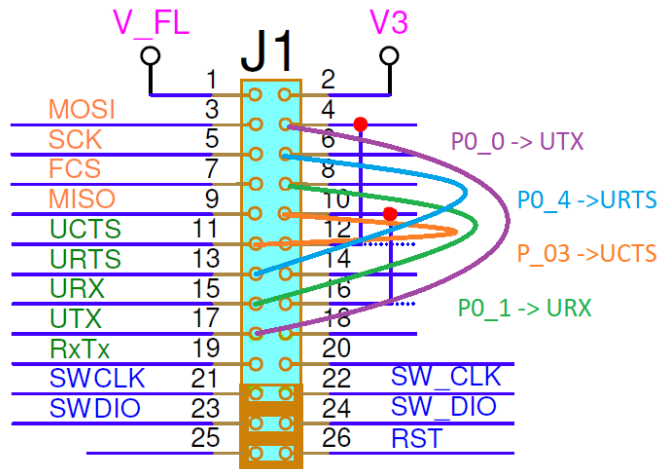 V_FL J1 V3
1 2
MOSI 3 4
SCK 5 6 P0_0 -> UTX
FCS 7 8
MISO 9 10 P0_4 ->URTS
UCTS 11 12 P_03 ->UCTS
URTS 13 14
URX 15 16 P0_1 -> URX
UTX 17 18
RxTx 19 20
SWCLK 21 22 SW_CLK
SWDIO 23 24 SW_DIO
25 26 RST